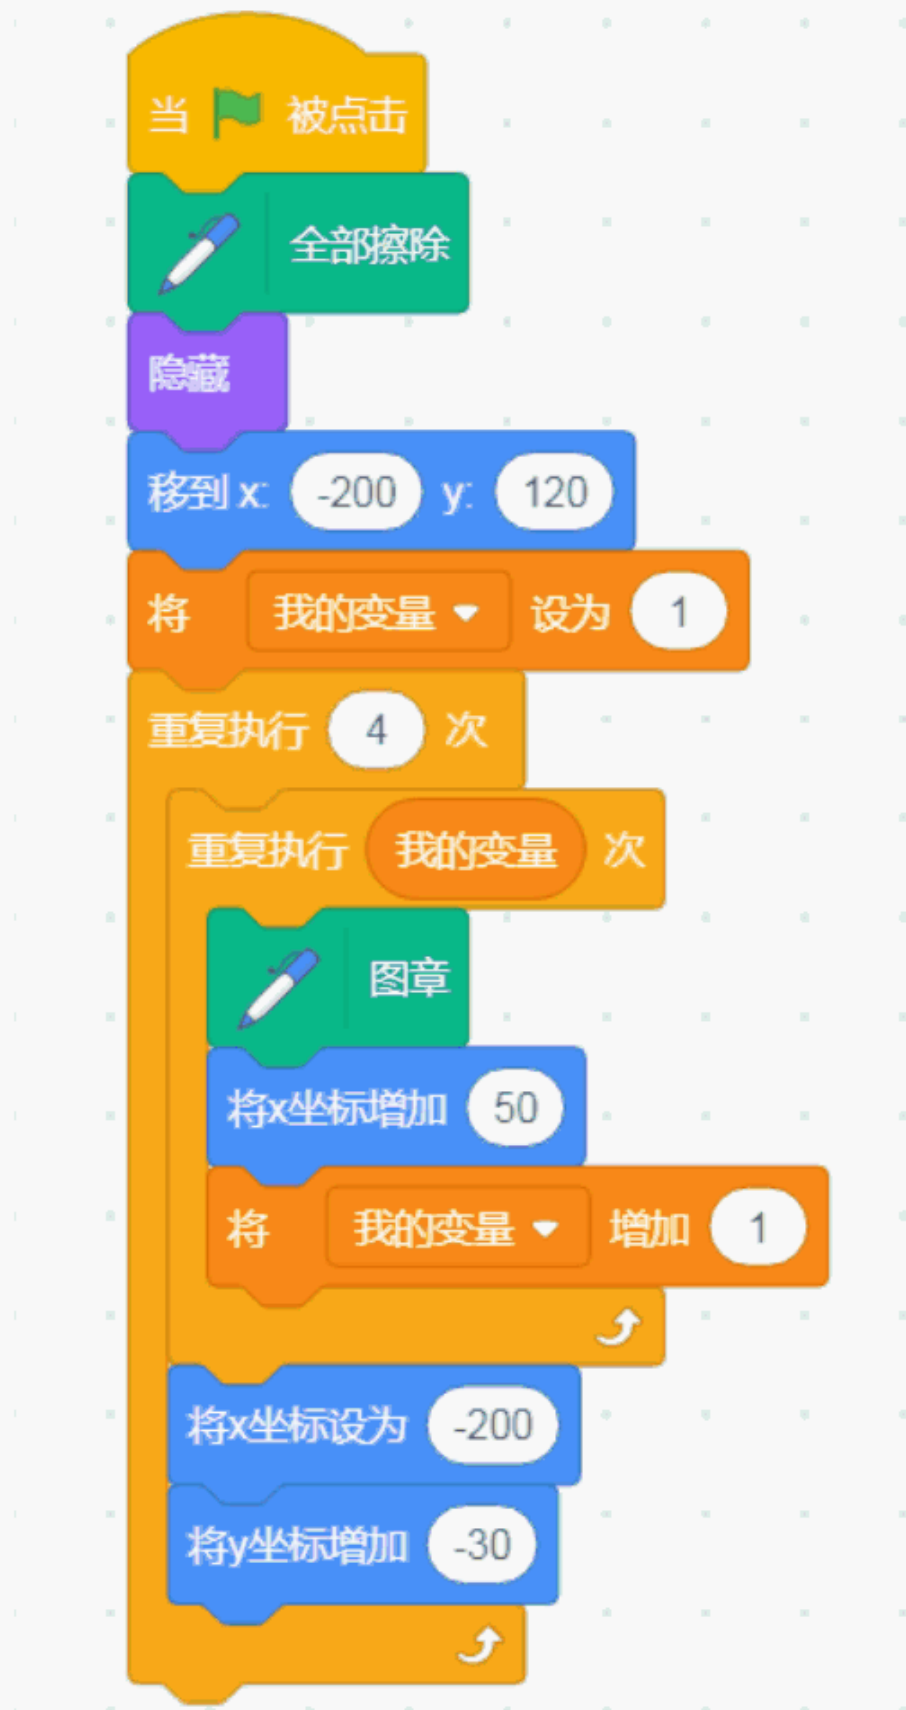 当 被点击
全部擦除
隐藏
移到 x: -200 y: 120
将 我的变量 设为 1
重复执行 4 次
重复执行 我的变量 次
图章
将x坐标增加 50
将 我的变量 增加 1
将x坐标设为 -200
将y坐标增加 -30